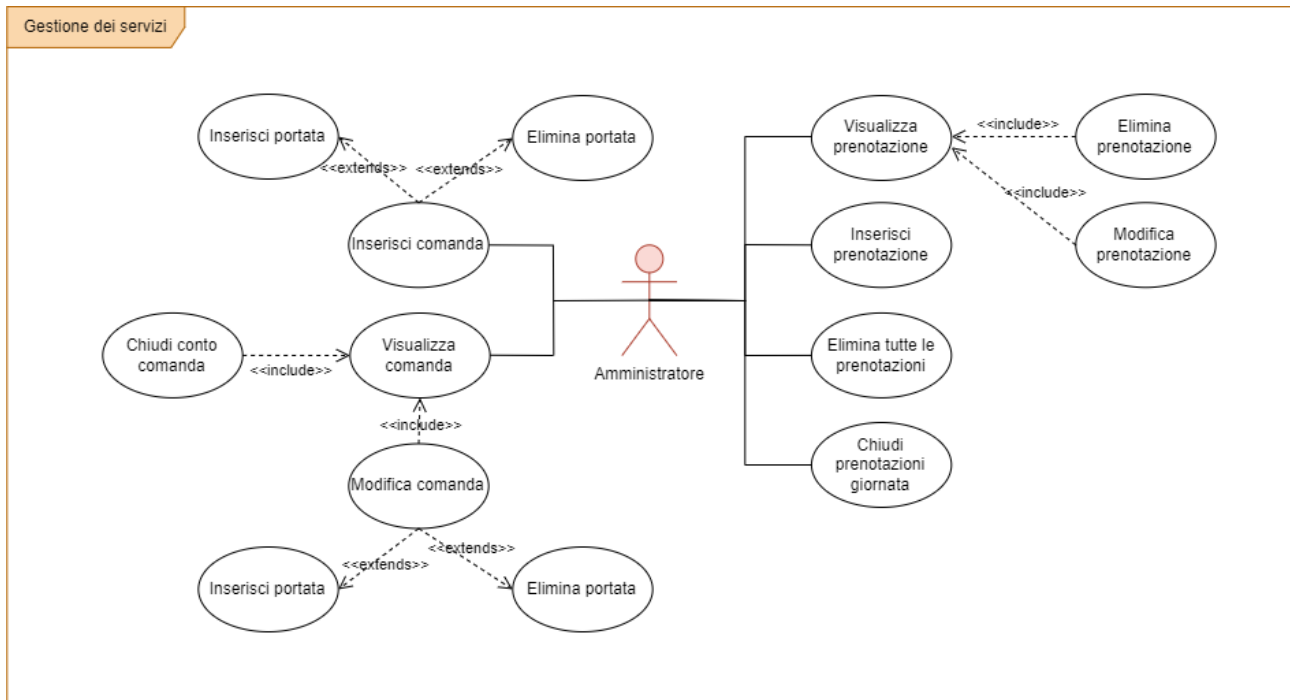 Gestione dei servizi
Inserisci portata
Elimina portata
<<extends>>
<<extends>>
Inserisci comanda
Chiudi conto
comanda
<<include>>
Visualizza
comanda
<<include>>
Modifica comanda
<<extends>>
<<extends>>
Inserisci portata
Elimina portata
Amministratore
Visualizza
prenotazione
<<include>>
Elimina
prenotazione
<<include>>
Inserisci
prenotazione
Modifica
prenotazione
Elimina tutte le
prenotazioni
Chiudi
prenotazioni
giornata